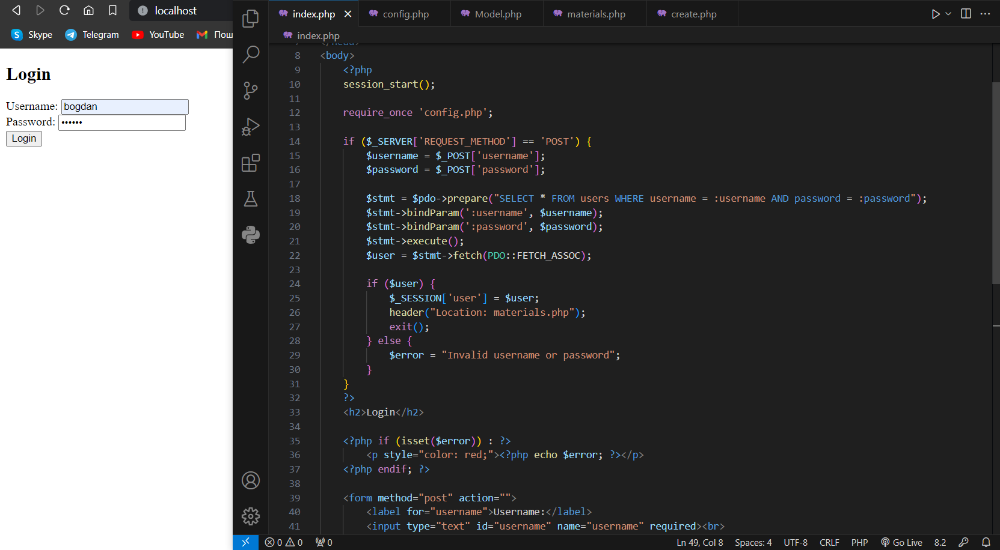 localhost
Skype Telegram YouTube Пош
Login
Username: bogdan
Password: ••••••
Login
index.php config.php Model.php materials.php create.php
index.php
7 </head>
8 <body>
9 <?php
10 session_start();
11
12 require_once 'config.php';
13
14 if ($_SERVER['REQUEST_METHOD'] == 'POST') {
15 $username = $_POST['username'];
16 $password = $_POST['password'];
17
18 $stmt = $pdo->prepare("SELECT * FROM users WHERE username = :username AND password = :password");
19 $stmt->bindParam(':username', $username);
20 $stmt->bindParam(':password', $password);
21 $stmt->execute();
22 $user = $stmt->fetch(PDO::FETCH_ASSOC);
23
24 if ($user) {
25 $_SESSION['user'] = $user;
26 header("Location: materials.php");
27 exit();
28 } else {
29 $error = "Invalid username or password";
30 }
31 }
32 ?>
33 <h2>Login</h2>
34
35 <?php if (isset($error)) : ?>
36 <p style="color: red;"><?php echo $error; ?></p>
37 <?php endif; ?>
38
39 <form method="post" action="">
40 <label for="username">Username:</label>
41 <input type="text" id="username" name="username" required><br>
0 0 0 Ln 49, Col 8 Spaces: 4 UTF-8 CRLF PHP Go Live 8.2